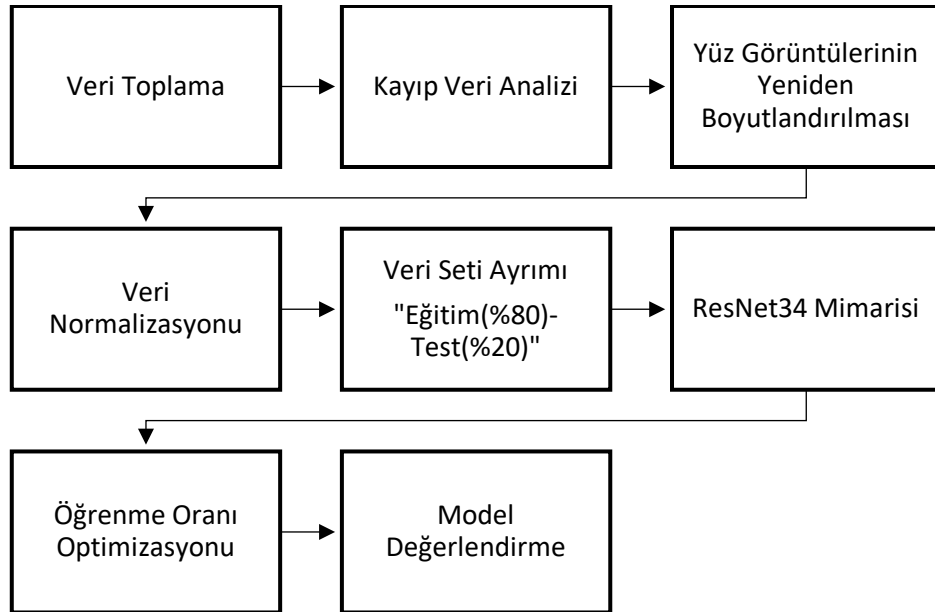 Veri Toplama
Kayıp Veri Analizi
Yüz Görüntülerinin
Yeniden
Boyutlandırılması
Veri
Normalizasyonu
Veri Seti Ayrımı
"Eğitim(%80)-
Test(%20)"
ResNet34 Mimarisi
Öğrenme Oranı
Optimizasyonu
Model
Değerlendirme